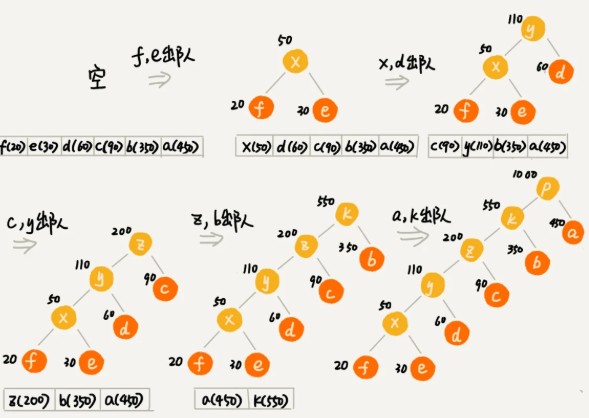 空
f,e出队
50
x
20 f
30 e
x,d出队
110
y
50
x
60 d
20 f
30 e
f(20) e(30) d(60) c(90) b(350) a(450)
x(50) d(60) c(90) b(350) a(450)
c(90) y(110) b(350) a(450)
c,y出队
200
z
110
y
90 c
50
x
60 d
20 f
30 e
z(200) b(350) a(450)
z,b出队
550
k
200
z
350 b
110
y
90 c
50
x
60 d
20 f
30 e
a(450) k(550)
a,k出队
1000
p
550
k
450 a
200
z
350 b
110
y
90 c
50
x
60 d
20 f
30 e